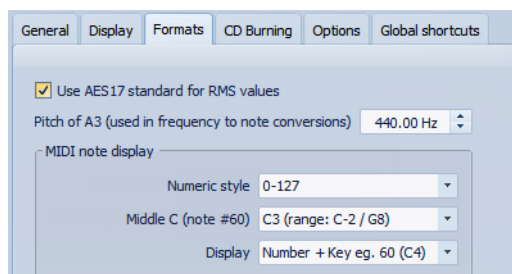 General Display Formats CD Burning Options Global shortcuts
Use AES17 standard for RMS values
Pitch of A3 (used in frequency to note conversions) 440.00 Hz
MIDI note display
Numeric style 0-127
Middle C (note #60) C3 (range: C-2 / G8)
Display Number + Key eg. 60 (C4)